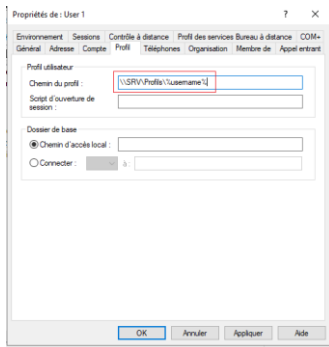 Propriétés de : User 1 ? ×
Environnement Sessions Contrôle à distance Profil des services Bureau à distance COM+
Général Adresse Compte Profil Téléphones Organisation Membre de Appel entrant
Profil utilisateur
Chemin du profil : \\SRV\Profils\%username%
Script d'ouverture de
session :
Dossier de base
Chemin d'accès local :
Connecter : à :
OK Annuler Appliquer Aide